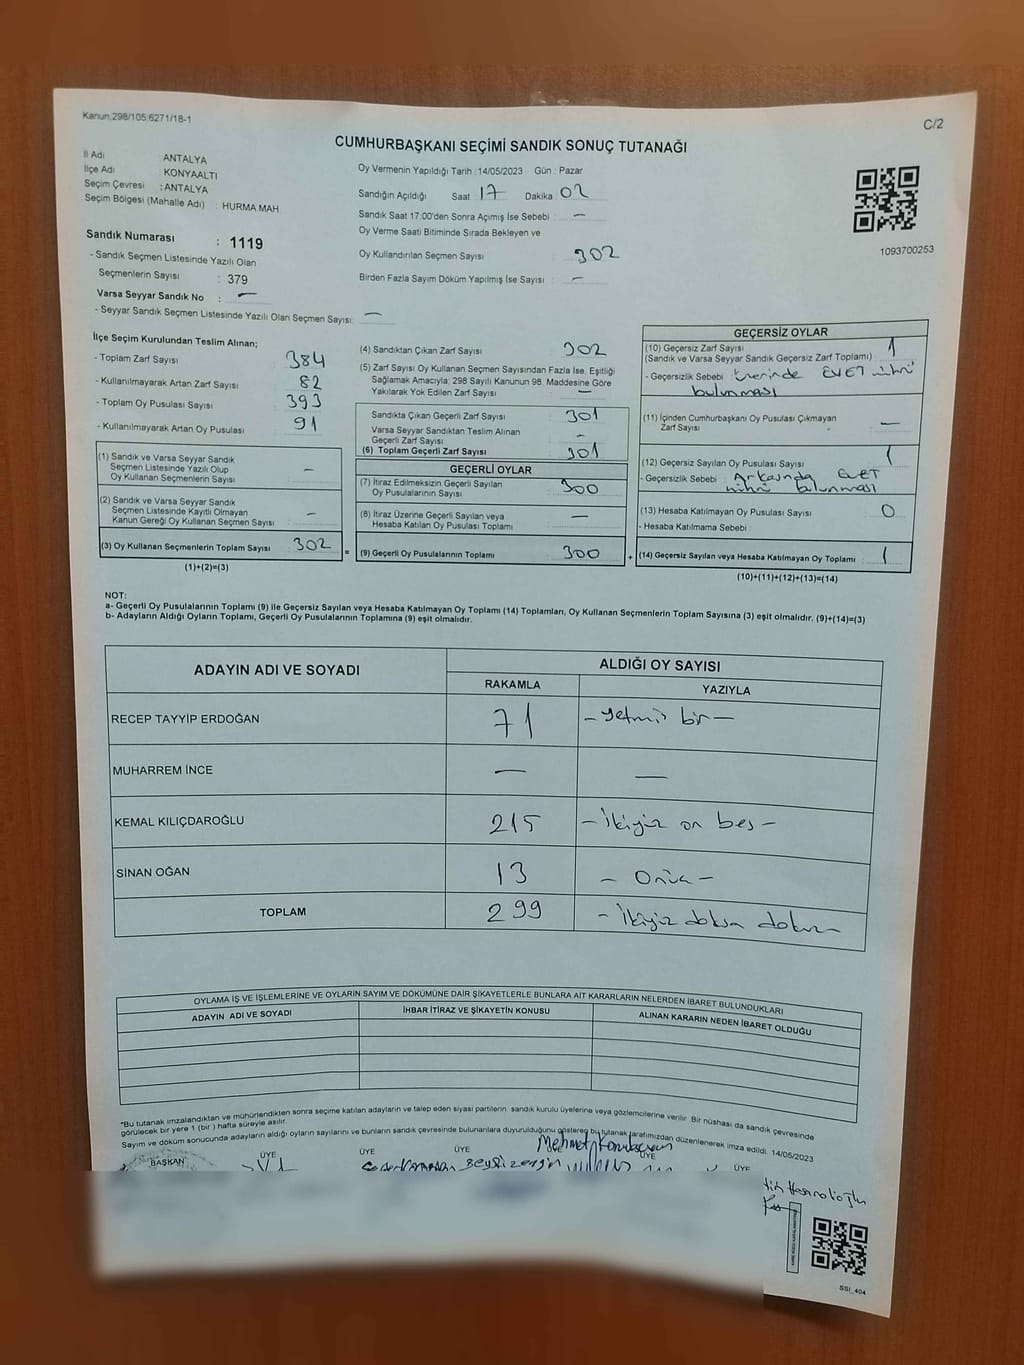 Kanun:298/105,6271/18-1
C/2
CUMHURBAŞKANI SEÇİMİ SANDIK SONUÇ TUTANAĞI
İl Adı ANTALYA
İlçe Adı KONYAALTI
Seçim Çevresi : ANTALYA
Seçim Bölgesi (Mahalle Adı) : HURMA MAH
Sandık Numarası : 1119
- Sandık Seçmen Listesinde Yazılı Olan
Seçmenlerin Sayısı : 379
Varsa Seyyar Sandık No : —
- Seyyar Sandık Seçmen Listesinde Yazılı Olan Seçmen Sayısı: —
Oy Vermenin Yapıldığı Tarih : 14/05/2023 Gün : Pazar
Sandığın Açıldığı Saat 17 Dakika 02
Sandık Saat 17:00'den Sonra Açımış İse Sebebi : —
Oy Verme Saati Bitiminde Sırada Bekleyen ve
Oy Kullandırılan Seçmen Sayısı : 302
Birden Fazla Sayım Döküm Yapılmış İse Sayısı : —
1093700253
İlçe Seçim Kurulundan Teslim Alınan;
- Toplam Zarf Sayısı : 384
- Kullanılmayarak Artan Zarf Sayısı : 82
- Toplam Oy Pusulası Sayısı : 393
- Kullanılmayarak Artan Oy Pusulası : 91
(1) Sandık ve Varsa Seyyar Sandık
Seçmen Listesinde Yazılı Olup
Oy Kullanan Seçmenlerin Sayısı : —
(2) Sandık ve Varsa Seyyar Sandık
Seçmen Listesinde Kayıtlı Olmayan
Kanun Gereği Oy Kullanan Seçmen Sayısı : —
(3) Oy Kullanan Seçmenlerin Toplam Sayısı : 302 =
(1)+(2)=(3)
(4) Sandıktan Çıkan Zarf Sayısı : 302
(5) Zarf Sayısı Oy Kullanan Seçmen Sayısından Fazla İse, Eşitliği
Sağlamak Amacıyla; 298 Sayılı Kanunun 98. Maddesine Göre
Yakılarak Yok Edilen Zarf Sayısı : —
Sandıkta Çıkan Geçerli Zarf Sayısı : 301
Varsa Seyyar Sandıktan Teslim Alınan
Geçerli Zarf Sayısı : —
(6) Toplam Geçerli Zarf Sayısı : 301
GEÇERLİ OYLAR
(7) İtiraz Edilmeksizin Geçerli Sayılan
Oy Pusulalarının Sayısı : 300
(8) İtiraz Üzerine Geçerli Sayılan veya
Hesaba Katılan Oy Pusulası Toplamı : —
(9) Geçerli Oy Pusulalarının Toplamı : 300 +
GEÇERSİZ OYLAR
(10) Geçersiz Zarf Sayısı : 1
(Sandık ve Varsa Seyyar Sandık Geçersiz Zarf Toplamı)
- Geçersizlik Sebebi : üzerinde EVET mührü
bulunması
(11) İçinden Cumhurbaşkanı Oy Pusulası Çıkmayan
Zarf Sayısı : —
(12) Geçersiz Sayılan Oy Pusulası Sayısı : 1
- Geçersizlik Sebebi : Arkasında EVET
mührü bulunması
(13) Hesaba Katılmayan Oy Pusulası Sayısı : 0
- Hesaba Katılmama Sebebi :
(14) Geçersiz Sayılan veya Hesaba Katılmayan Oy Toplamı : 1
(10)+(11)+(12)+(13)=(14)
NOT:
a- Geçerli Oy Pusulalarının Toplamı (9) ile Geçersiz Sayılan veya Hesaba Katılmayan Oy Toplamı (14) Toplamları, Oy Kullanan Seçmenlerin Toplam Sayısına (3) eşit olmalıdır. (9)+(14)=(3)
b- Adayların Aldığı Oyların Toplamı, Geçerli Oy Pusulalarının Toplamına (9) eşit olmalıdır.
ADAYIN ADI VE SOYADI ALDIĞI OY SAYISI
RAKAMLA YAZIYLA
RECEP TAYYİP ERDOĞAN 71 - yetmiş bir -
MUHARREM İNCE — —
KEMAL KILIÇDAROĞLU 215 - İkiyüz on beş -
SİNAN OĞAN 13 - Onüç -
TOPLAM 299 - İkiyüz doksan dokuz -
OYLAMA İŞ VE İŞLEMLERİNE VE OYLARIN SAYIM VE DÖKÜMÜNE DAİR ŞİKAYETLERLE BUNLARA AİT KARARLARIN NELERDEN İBARET BULUNDUKLARI
ADAYIN ADI VE SOYADI İHBAR İTİRAZ VE ŞİKAYETİN KONUSU ALINAN KARARIN NEDEN İBARET OLDUĞU
*Bu tutanak imzalandıktan ve mühürlendikten sonra seçime katılan adayların ve talep eden siyasi partilerin sandık kurulu üyelerine veya gözlemcilerine verilir. Bir nüshası da sandık çevresinde
görülecek bir yere 1 (bir ) hafta süreyle asılır.
Sayım ve döküm sonucunda adayların aldığı oyların sayılarını ve bunların sandık çevresinde bulunanlara duyurulduğunu gösteren bu tutanak tarafımızdan düzenlenerek imza edildi. 14/05/2023
BAŞKAN ÜYE ÜYE ÜYE ÜYE ÜYE
Mehmet
SSI_404